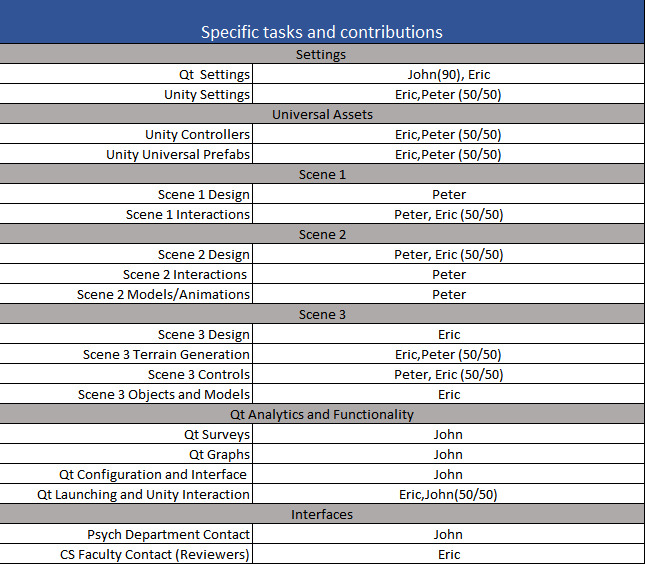 Specific tasks and contributions
Settings
Qt Settings John(90), Eric
Unity Settings Eric,Peter (50/50)
Universal Assets
Unity Controllers Eric,Peter (50/50)
Unity Universal Prefabs Eric,Peter (50/50)
Scene 1
Scene 1 Design Peter
Scene 1 Interactions Peter, Eric (50/50)
Scene 2
Scene 2 Design Peter, Eric (50/50)
Scene 2 Interactions Peter
Scene 2 Models/Animations Peter
Scene 3
Scene 3 Design Eric
Scene 3 Terrain Generation Eric,Peter (50/50)
Scene 3 Controls Peter, Eric (50/50)
Scene 3 Objects and Models Eric
Qt Analytics and Functionality
Qt Surveys John
Qt Graphs John
Qt Configuration and Interface John
Qt Launching and Unity Interaction Eric,John(50/50)
Interfaces
Psych Department Contact John
CS Faculty Contact (Reviewers) Eric